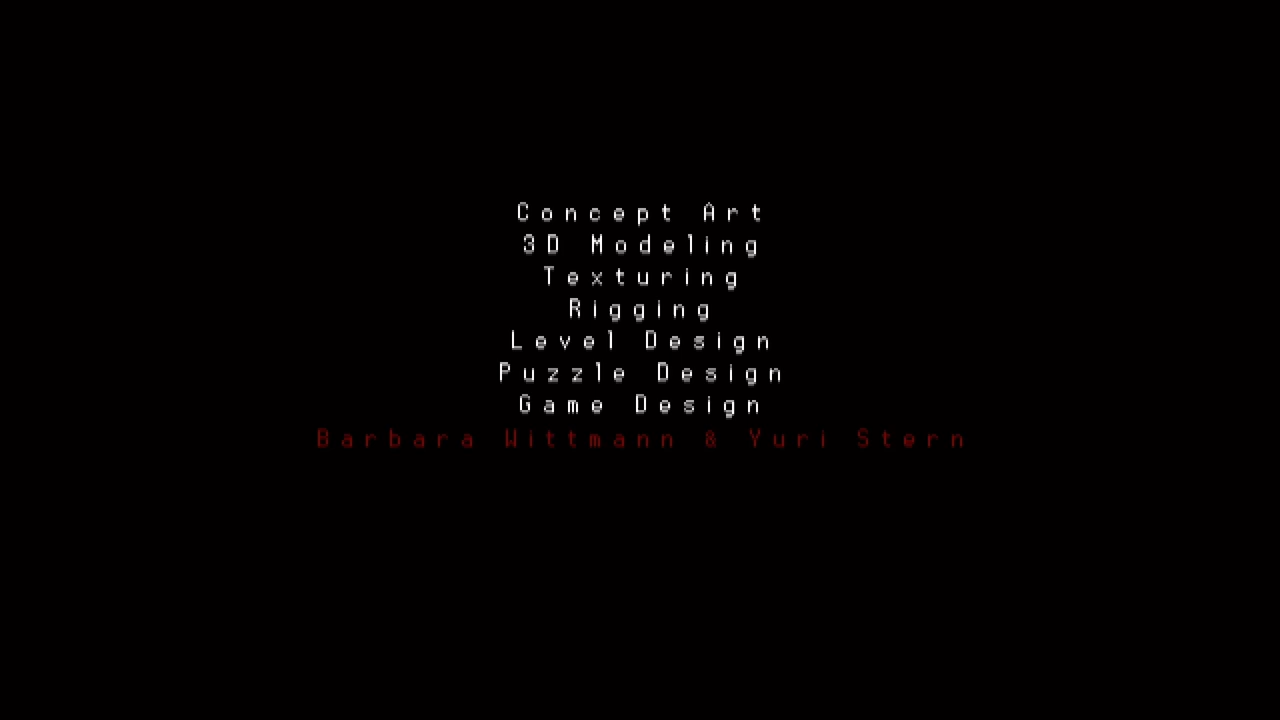 Concept Art
3D Modeling
Texturing
Rigging
Level Design
Puzzle Design
Game Design
Barbara Wittmann & Yuri Stern